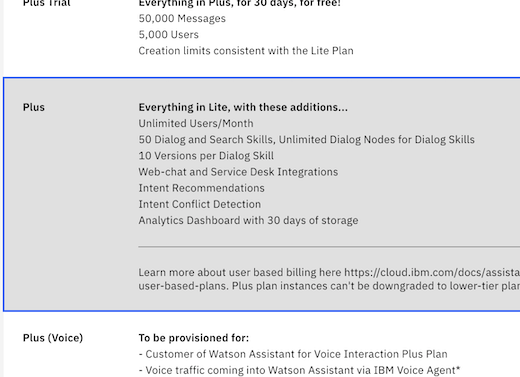 Plus Trial Everything in Plus, for 30 days, for free!
50,000 Messages
5,000 Users
Creation limits consistent with the Lite Plan
Plus Everything in Lite, with these additions...
Unlimited Users/Month
50 Dialog and Search Skills, Unlimited Dialog Nodes for Dialog Skills
10 Versions per Dialog Skill
Web-chat and Service Desk Integrations
Intent Recommendations
Intent Conflict Detection
Analytics Dashboard with 30 days of storage
Learn more about user based billing here https://cloud.ibm.com/docs/assista
user-based-plans. Plus plan instances can't be downgraded to lower-tier plan
Plus (Voice) To be provisioned for:
- Customer of Watson Assistant for Voice Interaction Plus Plan
- Voice traffic coming into Watson Assistant via IBM Voice Agent*